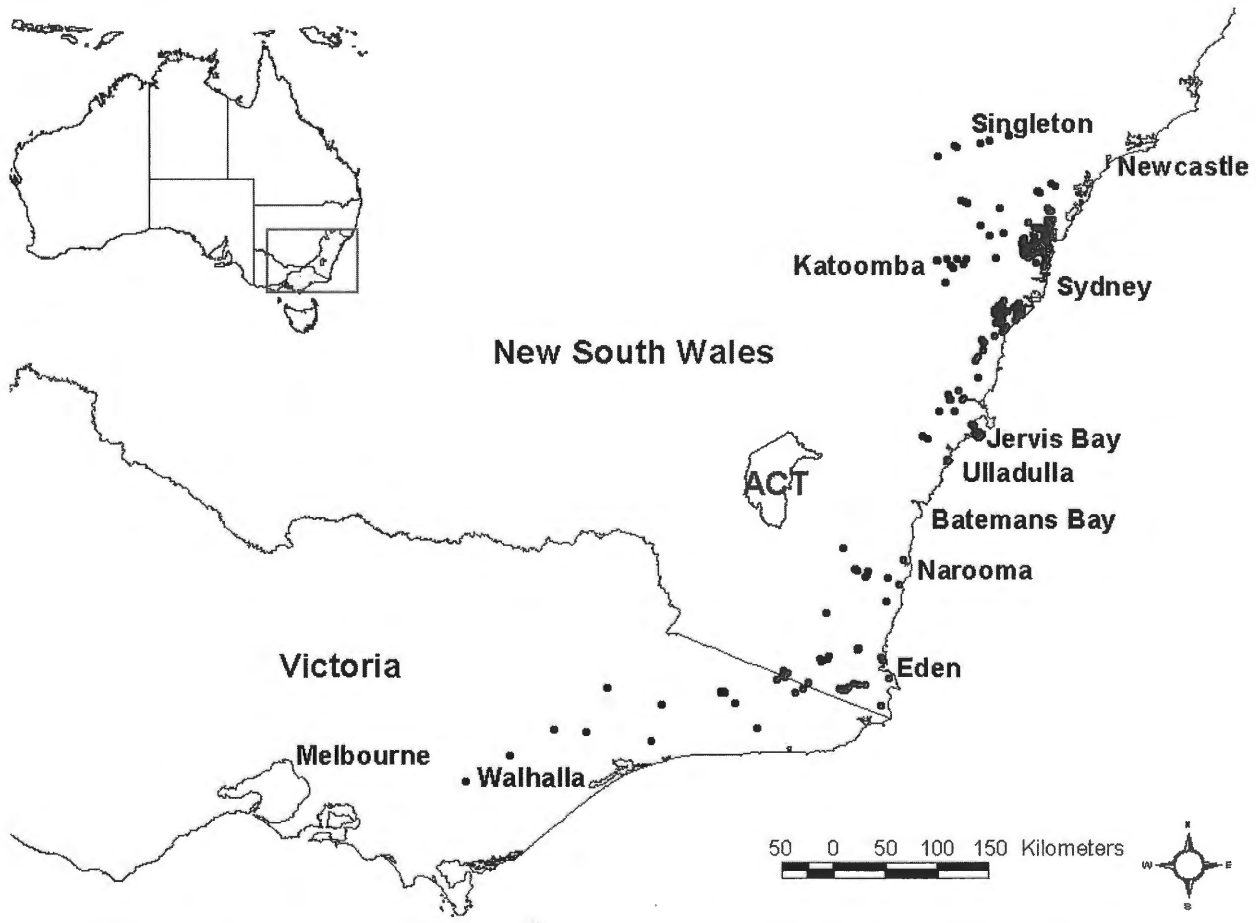 Singleton
Newcastle
Katoomba
Sydney
New South Wales
Jervis Bay
ACT
Ulladulla
Batemans Bay
Narooma
Victoria
Eden
Melbourne
Walhalla
50 0 50 100 150 Kilometers
N
W E
S